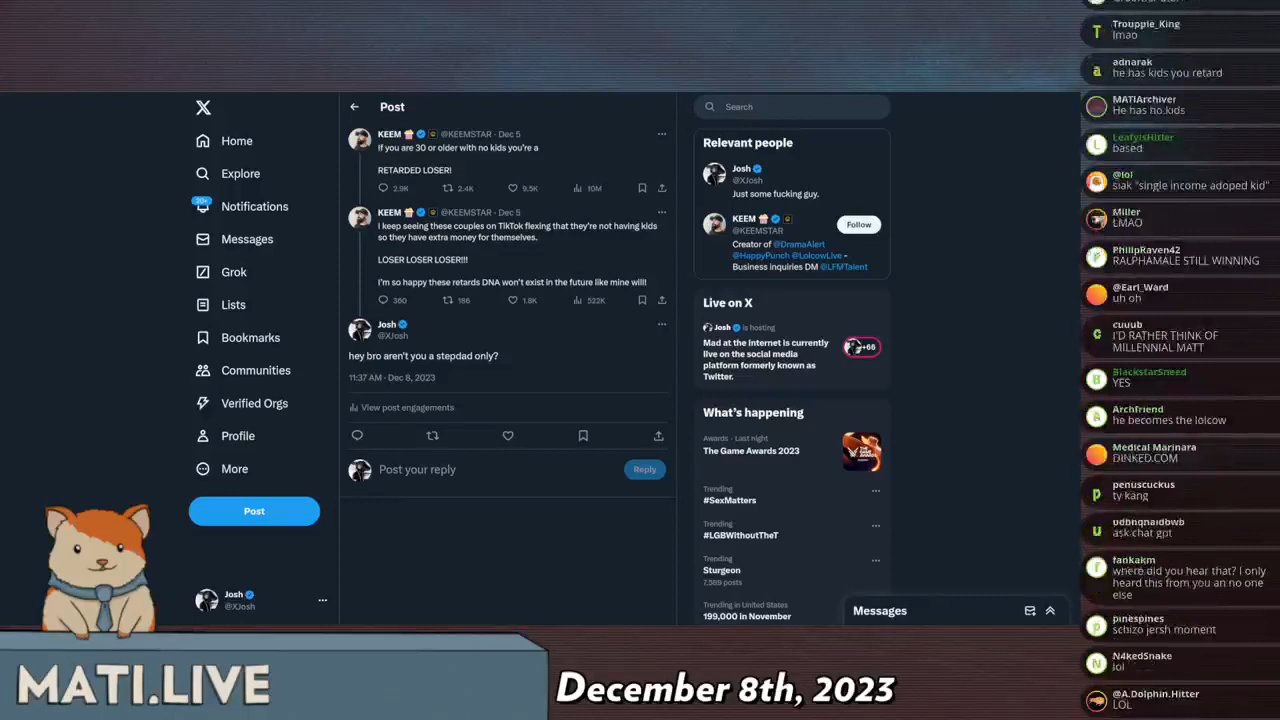 Home
Explore
20+
Notifications
Messages
Grok
Lists
Bookmarks
Communities
Verified Orgs
Profile
More
Post
Josh
@XJosh
Post
KEEM @KEEMSTAR · Dec 5
If you are 30 or older with no kids you're a
RETARDED LOSER!
2.9K 2.4K 9.5K 10M
KEEM @KEEMSTAR · Dec 5
I keep seeing these couples on TikTok flexing that they're not having kids
so they have extra money for themselves.
LOSER LOSER LOSER!!!
I'm so happy these retards DNA won't exist in the future like mine will!
360 186 1.8K 522K
Josh
@XJosh
hey bro aren't you a stepdad only?
11:37 AM · Dec 8, 2023
View post engagements
Post your reply
Reply
Search
Relevant people
Josh
@XJosh
Just some fucking guy.
KEEM
@KEEMSTAR
Follow
Creator of @DramaAlert
@HappyPunch @LolcowLive -
Business inquiries DM @LFMTalent
Live on X
Josh is hosting
Mad at the Internet is currently
live on the social media
platform formerly known as
Twitter.
+66
What's happening
Awards · Last night
The Game Awards 2023
Trending
#SexMatters
Trending
#LGBWithoutTheT
Trending
Sturgeon
7,589 posts
Trending in United States
199,000 in November
Messages
Trouppie_King
lmao
adnarak
he has kids you retard
MATIArchiver
He has no kids
LeafyIsHitler
based
@lol
siak "single income adoped kid"
Miller
LMAO
PhilipRaven42
RALPHAMALE STILL WINNING
@Earl_Ward
uh oh
cuuub
I'D RATHER THINK OF
MILLENNIAL MATT
BlackstarSneed
YES
Archfriend
he becomes the lolcow
Medical Marinara
DINKED.COM
penuscuckus
ty kang
udbnqnaidbwb
ask chat gpt
fankakm
where did you hear that? I only
heard this from you an no one
else
pinespines
schizo jersh moment
N4kedSnake
lol
@A.Dolphin.Hitter
LOL
MATI.LIVE
December 8th, 2023